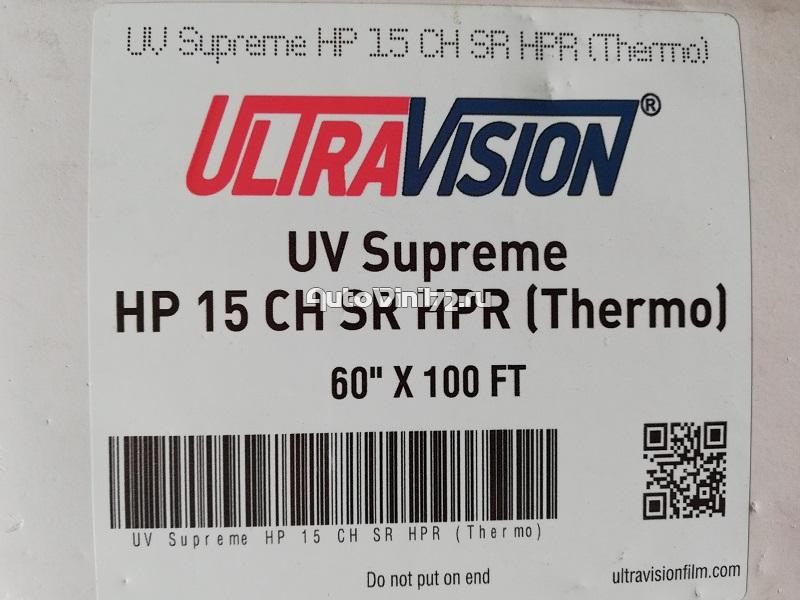 UV Supreme HP 15 CH SR HPR (Thermo)
ULTRAVISION®
UV Supreme
HP 15 CH SR HPR (Thermo)
AutoVinil72.ru
60" X 100 FT
UV Supreme HP 15 CH SR HPR (Thermo)
Do not put on end
ultravisionfilm.com